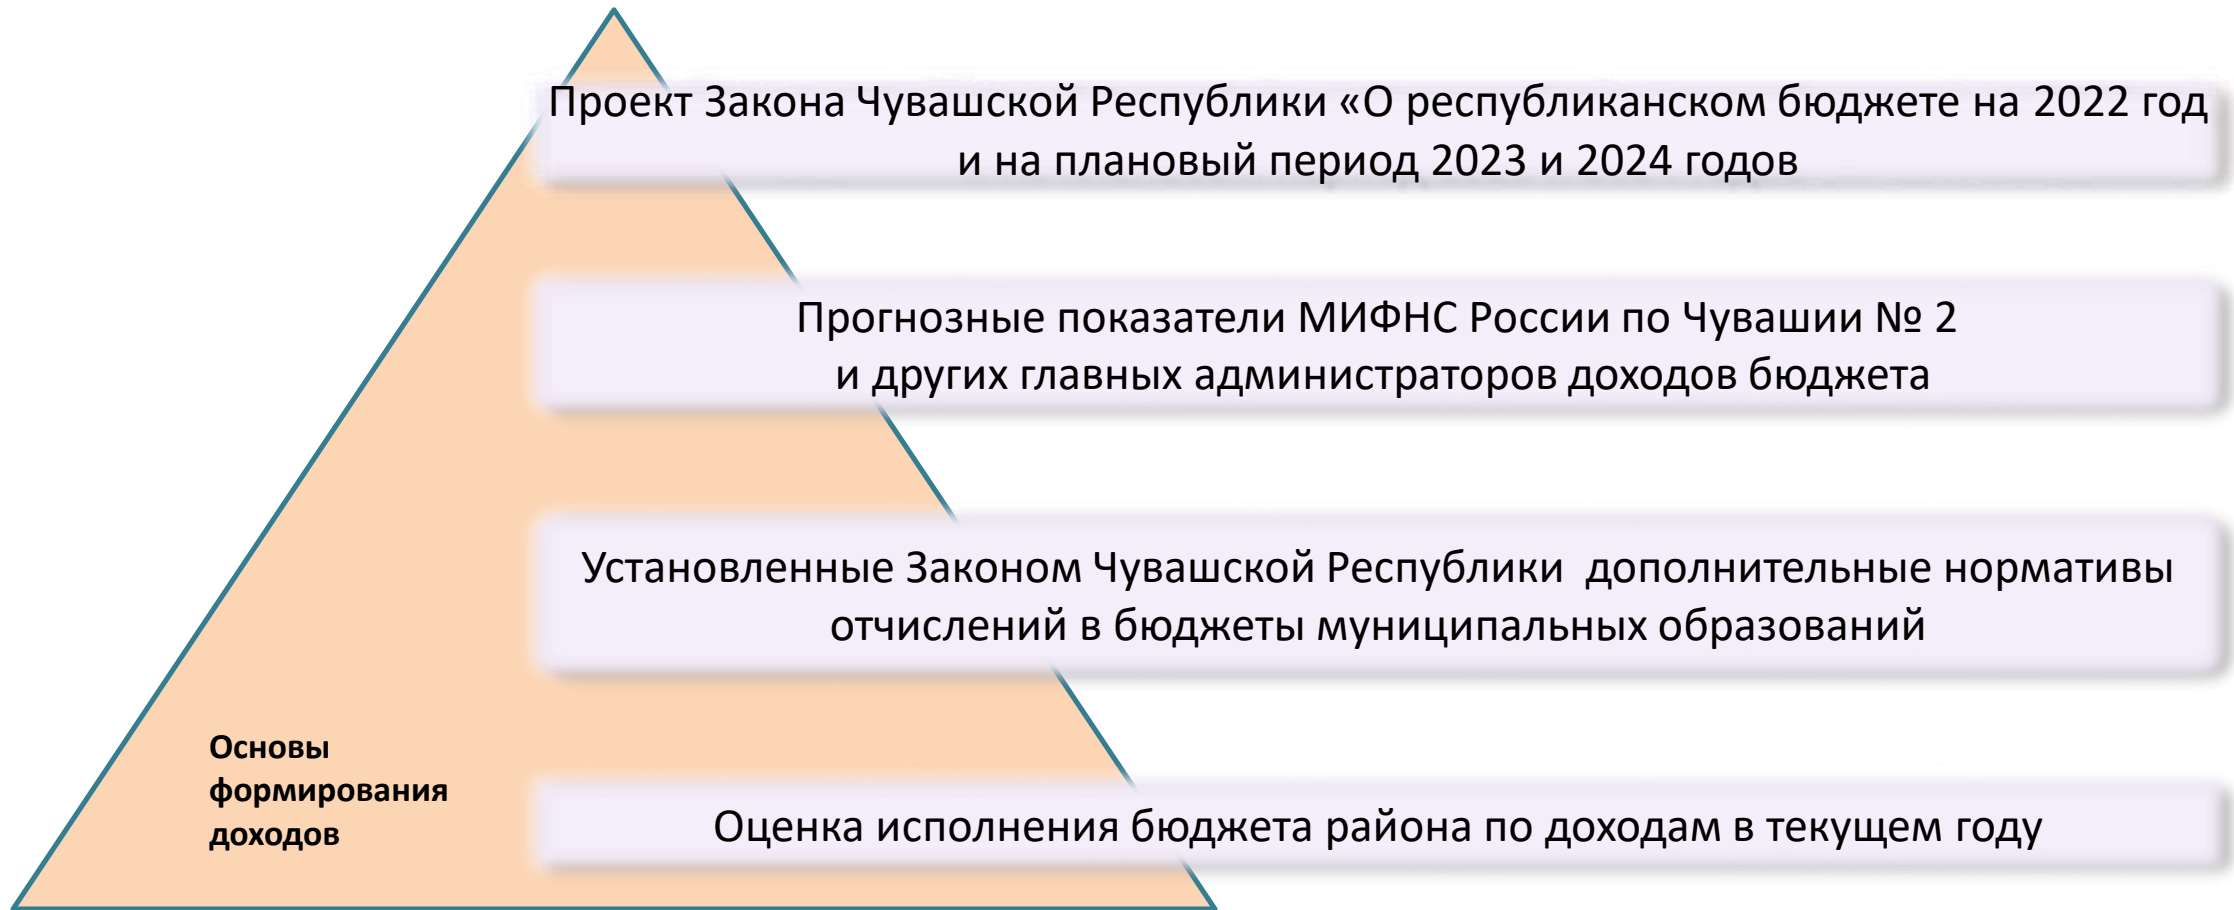 Проект Закона Чувашской Республики «О республиканском бюджете на 2022 год
и на плановый период 2023 и 2024 годов
Прогнозные показатели МИФНС России по Чувашии № 2
и других главных администраторов доходов бюджета
Установленные Законом Чувашской Республики  дополнительные нормативы
отчислений в бюджеты муниципальных образований
Основы
формирования
доходов
Оценка исполнения бюджета района по доходам в текущем году